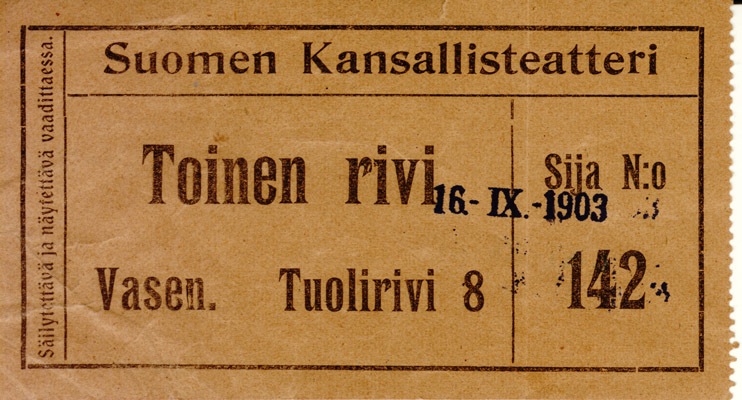 Säilytettävä ja näytettävä vaadittaessa.
Suomen Kansallisteatteri
Toinen rivi
Sija N:o
16.-IX.-1903
Vasen. Tuolirivi 8
142